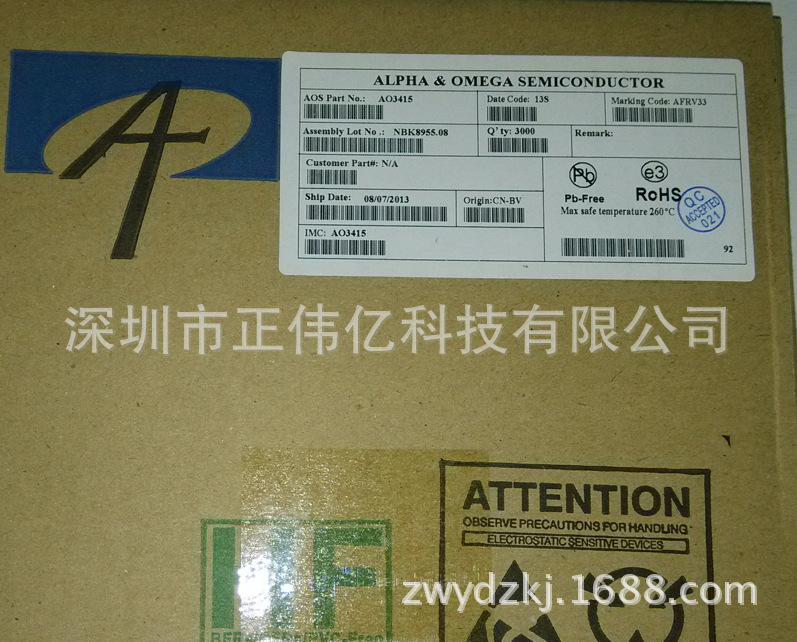 ALPHA & OMEGA SEMICONDUCTOR
AOS Part No.: AO3415
Date Code: 13S
Marking Code: AFRV33
Assembly Lot No .: NBK8955.08
Q'ty: 3000
Remark:
Customer Part#: N/A
Pb
e3
Pb-Free
RoHS
Max safe temperature 260°C
QC
ACCEPTED
021
Ship Date: 08/07/2013
Origin:CN-BV
IMC: AO3415
92
深圳市正伟亿科技有限公司
ATTENTION
OBSERVE PRECAUTIONS FOR HANDLING
ELECTROSTATIC SENSITIVE DEVICES
HF
zwydzkj.1688.com